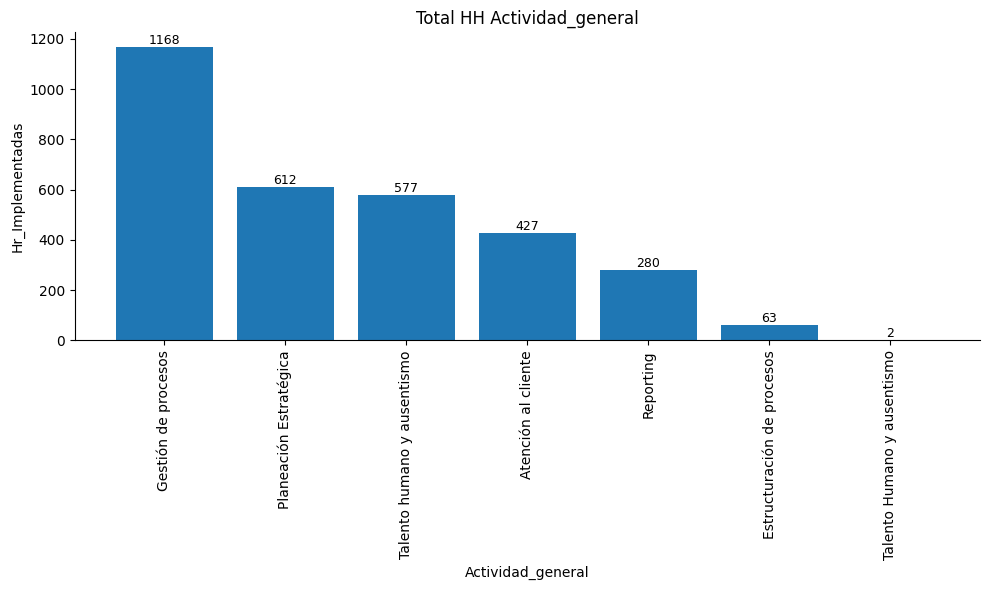 Total HH Actividad_general
Hr_Implementadas
1200
1000
800
600
400
200
0
1168
612
577
427
280
63
2
Gestión de procesos
Planeación Estratégica
Talento humano y ausentismo
Atención al cliente
Reporting
Estructuración de procesos
Talento Humano y ausentismo
Actividad_general